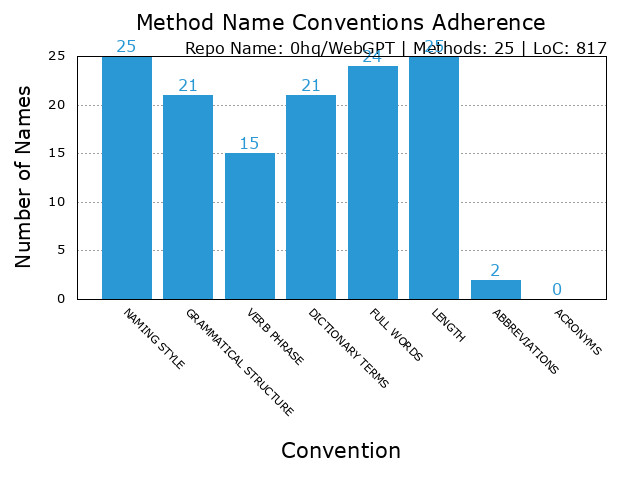 Method Name Conventions Adherence
Repo Name: 0hq/WebGPT | Methods: 25 | LoC: 817
Number of Names
25
20
15
10
5
0
25
21
15
21
24
25
2
0
NAMING STYLE
GRAMMATICAL STRUCTURE
VERB PHRASE
DICTIONARY TERMS
FULL WORDS
LENGTH
ABBREVIATIONS
ACRONYMS
Convention